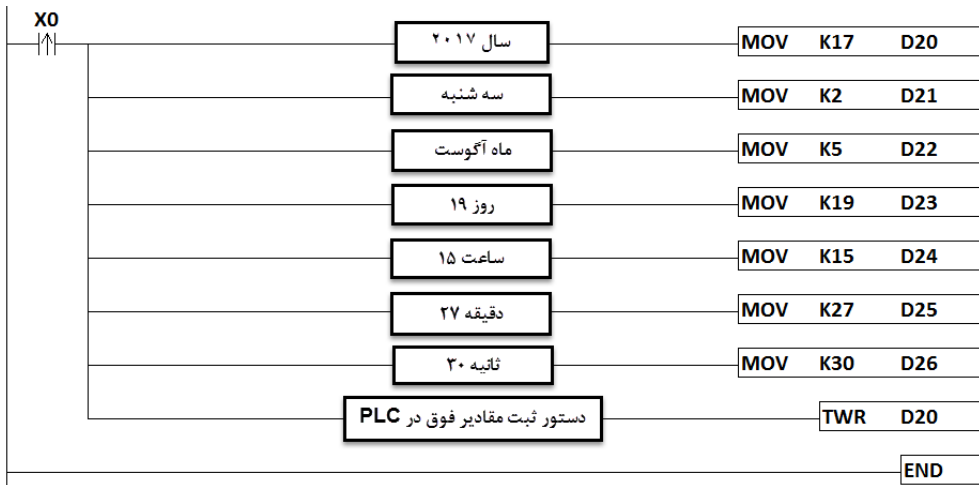 X0
سال ۲۰۱۷ MOV K17 D20
سه شنبه MOV K2 D21
ماه آگوست MOV K5 D22
روز ۱۹ MOV K19 D23
ساعت ۱۵ MOV K15 D24
دقیقه ۲۷ MOV K27 D25
ثانیه ۳۰ MOV K30 D26
دستور ثبت مقادیر فوق در PLC TWR D20
END